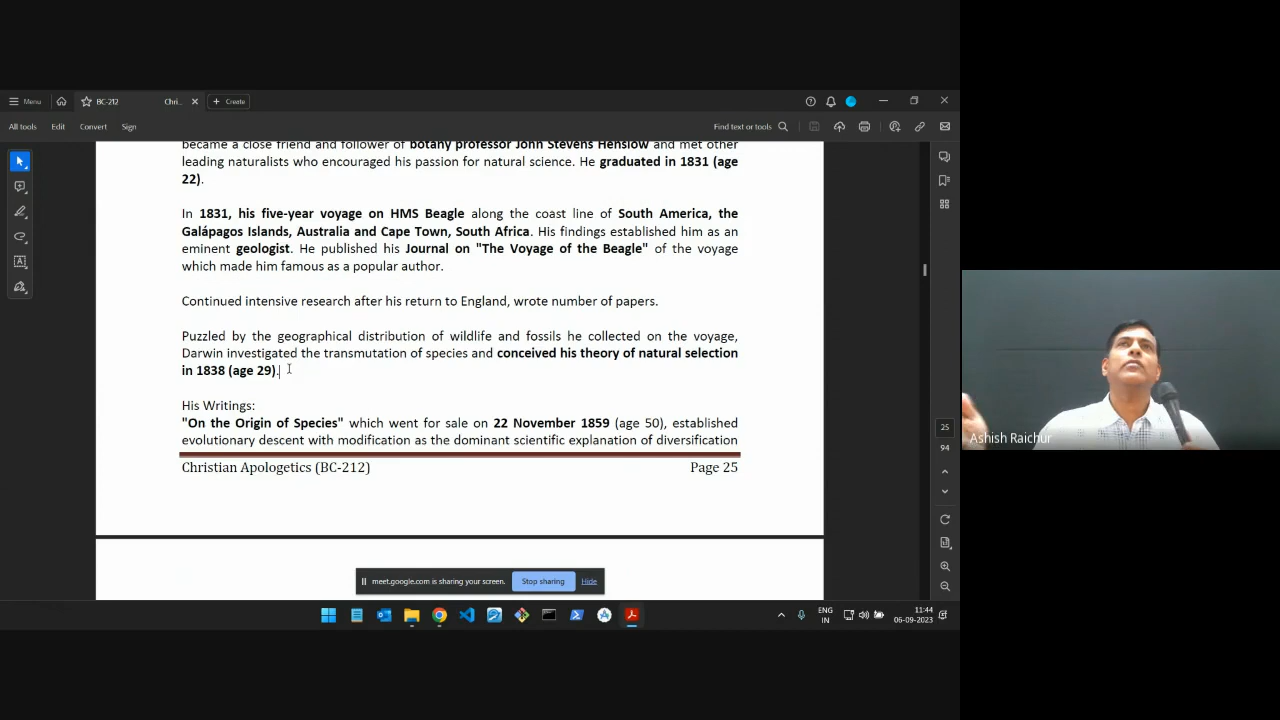 Menu
BC-212
Chri...
Create
All tools
Edit
Convert
Sign
Find text or tools
became a close friend and follower of botany professor John Stevens Henslow and met other
leading naturalists who encouraged his passion for natural science. He graduated in 1831 (age
22).
In 1831, his five-year voyage on HMS Beagle along the coast line of South America, the
Galápagos Islands, Australia and Cape Town, South Africa. His findings established him as an
eminent geologist. He published his Journal on "The Voyage of the Beagle" of the voyage
which made him famous as a popular author.
Continued intensive research after his return to England, wrote number of papers.
Puzzled by the geographical distribution of wildlife and fossils he collected on the voyage,
Darwin investigated the transmutation of species and conceived his theory of natural selection
in 1838 (age 29).
His Writings:
"On the Origin of Species" which went for sale on 22 November 1859 (age 50), established
evolutionary descent with modification as the dominant scientific explanation of diversification
Christian Apologetics (BC-212)
Page 25
25
94
Ashish Raichur
meet.google.com is sharing your screen.
Stop sharing
Hide
ENG
IN
11:44
06-09-2023